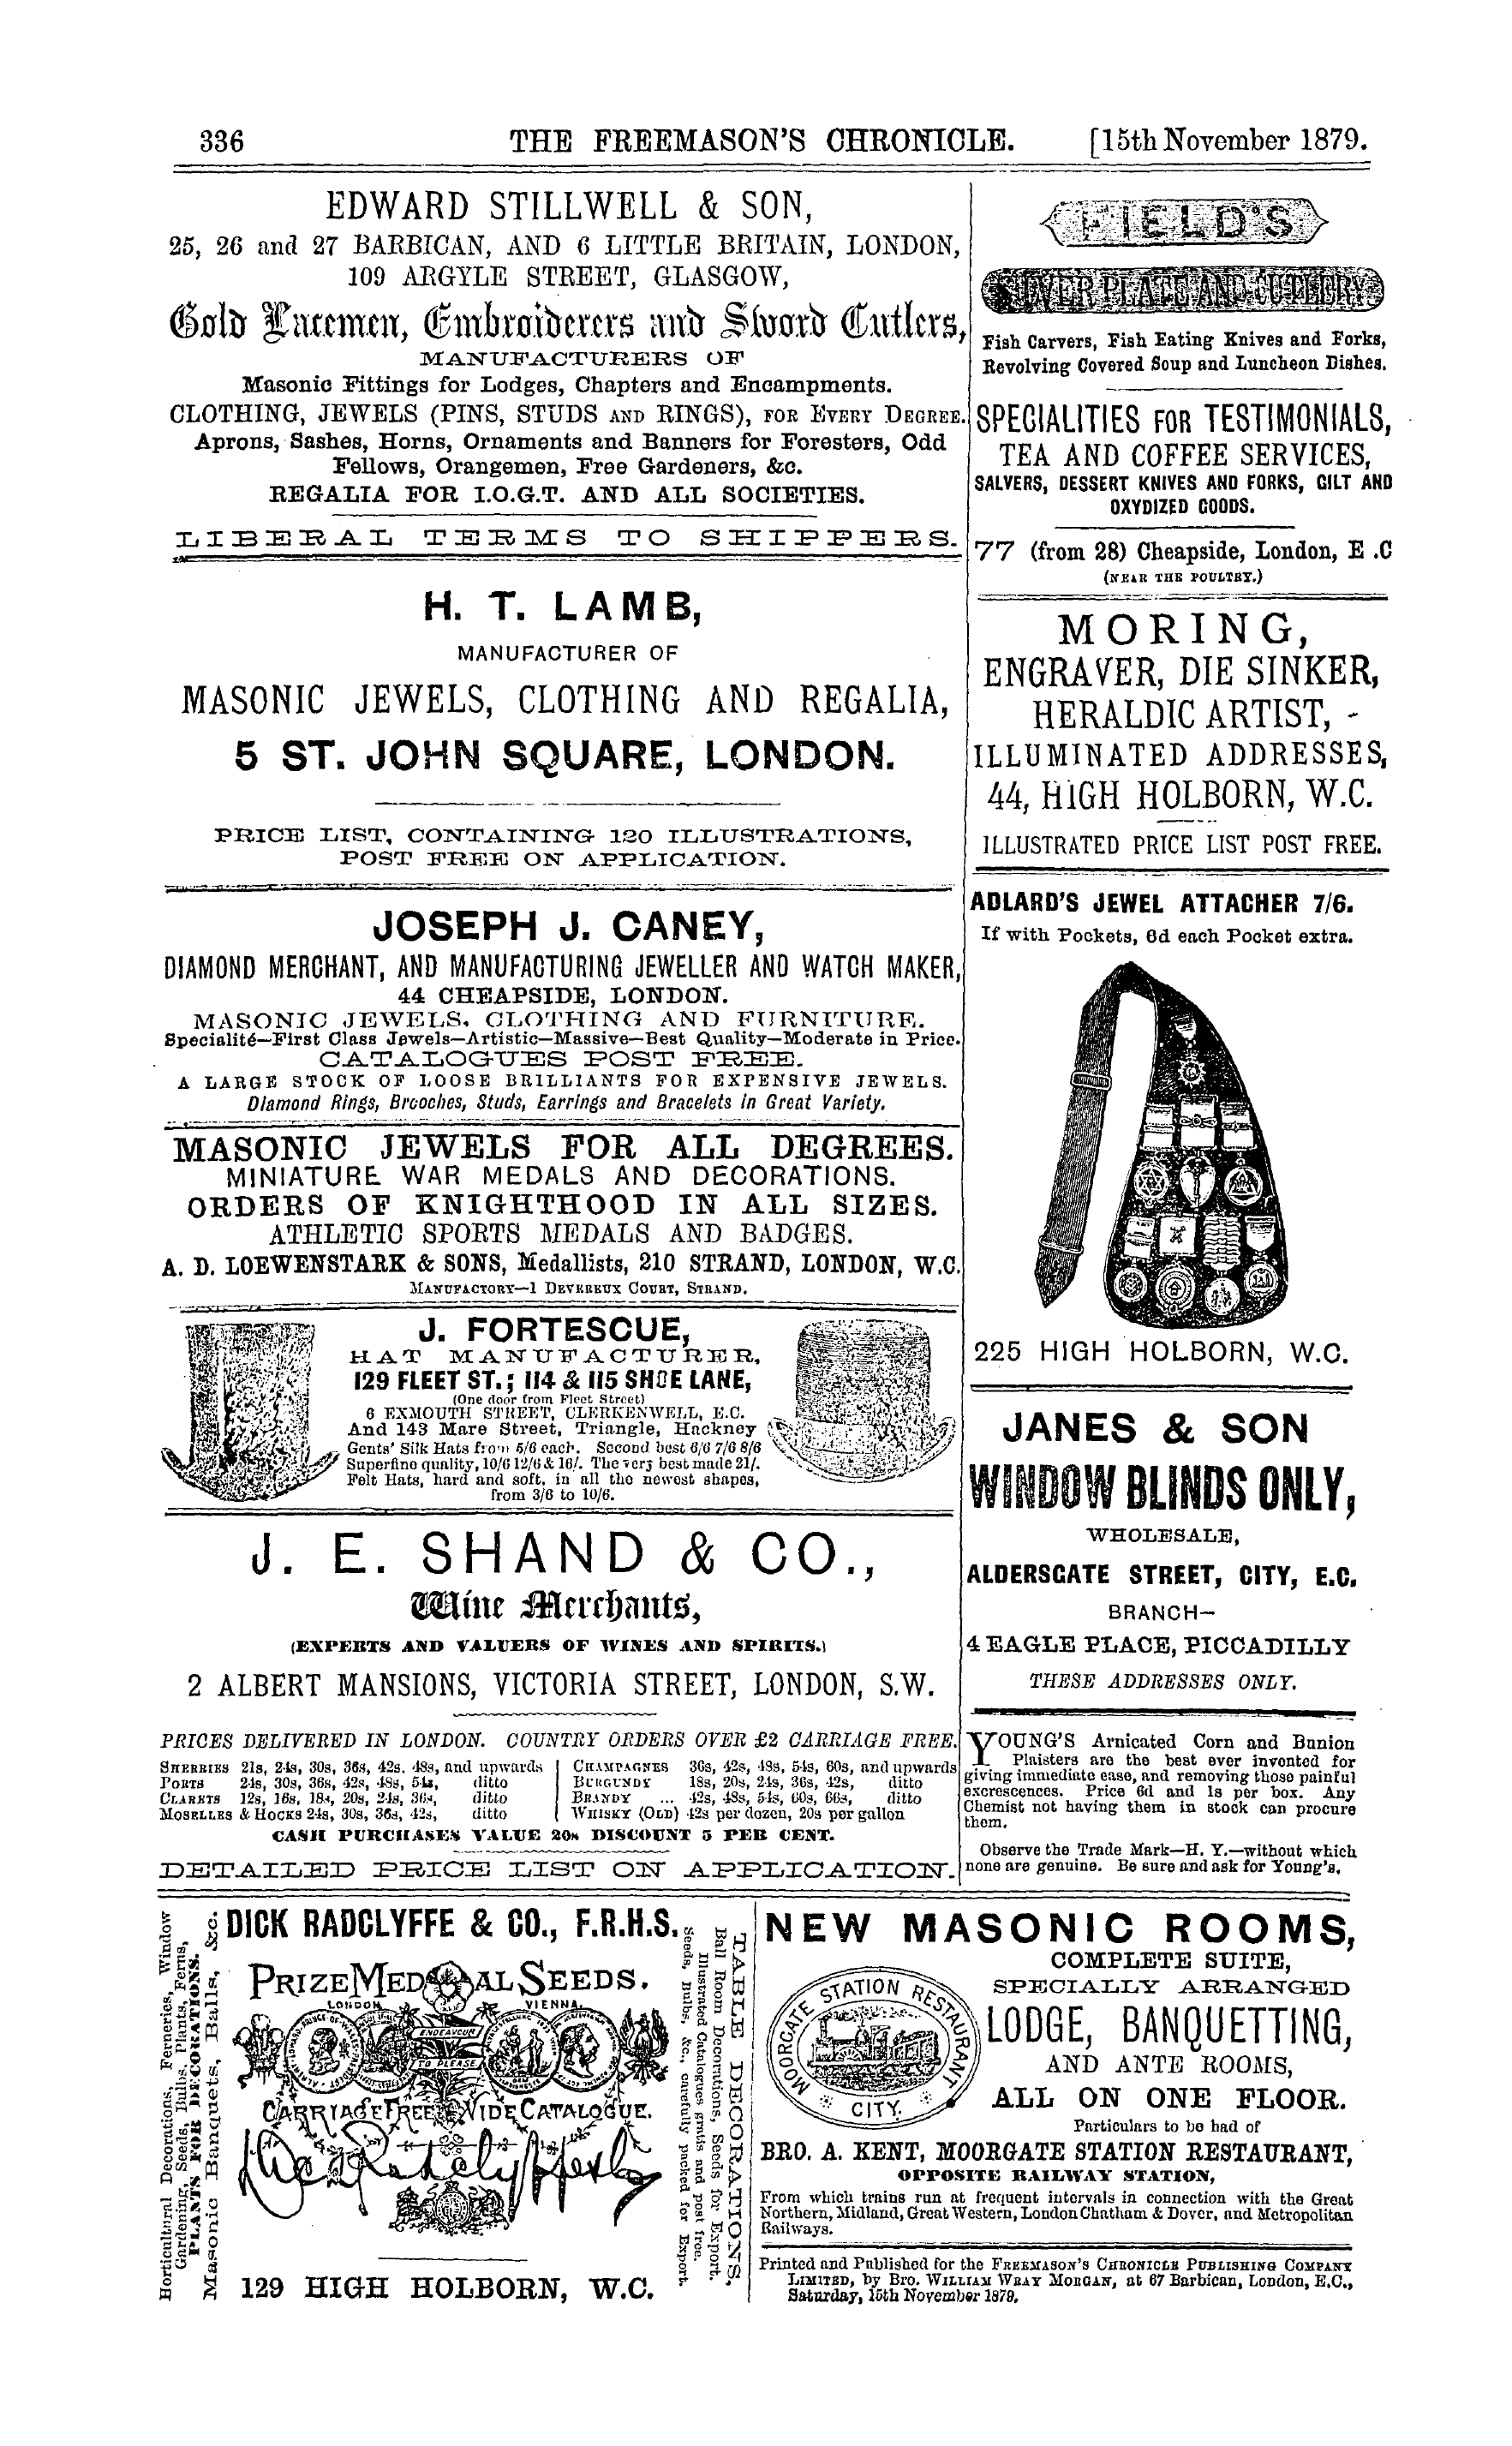 336
THE FREEMASON'S CHRONICLE.
[15th November 1879.
EDWARD STILLWELL & SON,
25, 26 and 27 BARBICAN, AND 6 LITTLE BRITAIN, LONDON,
109 ARGYLE STREET, GLASGOW,
Gold Lacemen, Embroiderers and Sword Cutlers,
MANUFACTURERS OF
Masonic Fittings for Lodges, Chapters and Encampments.
CLOTHING, JEWELS (PINS, STUDS AND RINGS), FOR EVERY DEGREE.
Aprons, Sashes, Horns, Ornaments and Banners for Foresters, Odd
Fellows, Orangemen, Free Gardeners, &c.
REGALIA FOR I.O.G.T. AND ALL SOCIETIES.
LIBERAL TERMS TO SHIPPERS.
H. T. LAMB,
MANUFACTURER OF
MASONIC JEWELS, CLOTHING AND REGALIA,
5 ST. JOHN SQUARE, LONDON.
PRICE LIST, CONTAINING 120 ILLUSTRATIONS,
POST FREE ON APPLICATION.
JOSEPH J. CANEY,
DIAMOND MERCHANT, AND MANUFACTURING JEWELLER AND WATCH MAKER,
44 CHEAPSIDE, LONDON.
MASONIC JEWELS, CLOTHING AND FURNITURE.
Specialité—First Class Jewels—Artistic—Massive—Best Quality—Moderate in Price.
CATALOGUES POST FREE.
A LARGE STOCK OF LOOSE BRILLIANTS FOR EXPENSIVE JEWELS.
Diamond Rings, Brooches, Studs, Earrings and Bracelets in Great Variety.
MASONIC JEWELS FOR ALL DEGREES.
MINIATURE WAR MEDALS AND DECORATIONS.
ORDERS OF KNIGHTHOOD IN ALL SIZES.
ATHLETIC SPORTS MEDALS AND BADGES.
A. D. LOEWENSTARK & SONS, Medallists, 210 STRAND, LONDON, W.C.
MANUFACTORY—1 DEVEREUX COURT, STRAND.
J. FORTESCUE,
HAT MANUFACTURER,
129 FLEET ST.; 114 & 115 SHOE LANE,
(One door from Fleet Street)
6 EXMOUTH STREET, CLERKENWELL, E.C.
And 143 Mare Street, Triangle, Hackney
Gents' Silk Hats from 5/6 each. Second best 6/6 7/6 8/6
Superfine quality, 10/6 12/6 & 16/. The very best made 21/.
Felt Hats, hard and soft, in all the newest shapes,
from 3/6 to 10/6.
J. E. SHAND & CO.,
Wine Merchants,
(EXPERTS AND VALUERS OF WINES AND SPIRITS.)
2 ALBERT MANSIONS, VICTORIA STREET, LONDON, S.W.
PRICES DELIVERED IN LONDON. COUNTRY ORDERS OVER £2 CARRIAGE FREE.
SHERRIES 21s, 24s, 30s, 36s, 42s, 48s, and upwards
PORTS 24s, 30s, 36s, 42s, 48s, 54s, ditto
CLARETS 12s, 16s, 18s, 20s, 24s, 36s, ditto
MOSELLES & HOCKS 24s, 30s, 36s, 42s, ditto
CHAMPAGNES 36s, 42s, 48s, 54s, 60s, and upwards
BURGUNDY 18s, 20s, 24s, 36s, 42s, ditto
BRANDY ... 42s, 48s, 54s, 60s, 66s, ditto
WHISKY (OLD) 42s per dozen, 20s per gallon
CASH PURCHASES VALUE 20s DISCOUNT 5 PER CENT.
DETAILED PRICE LIST ON APPLICATION.
FIELD'S
SILVER PLATE AND CUTLERY
Fish Carvers, Fish Eating Knives and Forks,
Revolving Covered Soup and Luncheon Dishes.
SPECIALITIES FOR TESTIMONIALS,
TEA AND COFFEE SERVICES,
SALVERS, DESSERT KNIVES AND FORKS, GILT AND
OXYDIZED GOODS.
77 (from 28) Cheapside, London, E .C
(NEAR THE POULTRY.)
MORING,
ENGRAVER, DIE SINKER,
HERALDIC ARTIST,
ILLUMINATED ADDRESSES,
44, HIGH HOLBORN, W.C.
ILLUSTRATED PRICE LIST POST FREE.
ADLARD'S JEWEL ATTACHER 7/6.
If with Pockets, 6d each Pocket extra.
225 HIGH HOLBORN, W.C.
JANES & SON
WINDOW BLINDS ONLY,
WHOLESALE,
ALDERSGATE STREET, CITY, E.C.
BRANCH—
4 EAGLE PLACE, PICCADILLY
THESE ADDRESSES ONLY.
YOUNG'S Arnicated Corn and Bunion
Plaisters are the best ever invented for
giving immediate ease, and removing those painful
excrescences. Price 6d and 1s per box. Any
Chemist not having them in stock can procure
them.
Observe the Trade Mark—H. Y.—without which
none are genuine. Be sure and ask for Young's.
Horticultural Decorations, Ferneries, Window
Gardening, Seeds, Bulbs, Plants, Ferns,
PLANTS FOR DECORATIONS.
Masonic Banquets, Balls, &c.
DICK RADCLYFFE & CO., F.R.H.S.
PRIZE MEDAL SEEDS.
LONDON
VIENNA
ENDEAVOUR
TO PLEASE
CARRIAGE FREE VIDE CATALOGUE.
Dick Radclyffe & Co
129 HIGH HOLBORN, W.C.
TABLE DECORATIONS,
Ball Room Decorations, Seeds for Export.
Illustrated Catalogues gratis and post free.
Seeds, Bulbs, &c., carefully packed for Export.
NEW MASONIC ROOMS,
COMPLETE SUITE,
SPECIALLY ARRANGED
LODGE, BANQUETTING,
AND ANTE ROOMS,
ALL ON ONE FLOOR.
MOORGATE STATION RESTAURANT
CITY.
Particulars to be had of
BRO. A. KENT, MOORGATE STATION RESTAURANT,
OPPOSITE RAILWAY STATION,
From which trains run at frequent intervals in connection with the Great
Northern, Midland, Great Western, London Chatham & Dover, and Metropolitan
Railways.
Printed and Published for the FREEMASON'S CHRONICLE PUBLISHING COMPANY
LIMITED, by Bro. WILLIAM WRAY MORGAN, at 67 Barbican, London, E.C.,
Saturday, 15th November 1879.